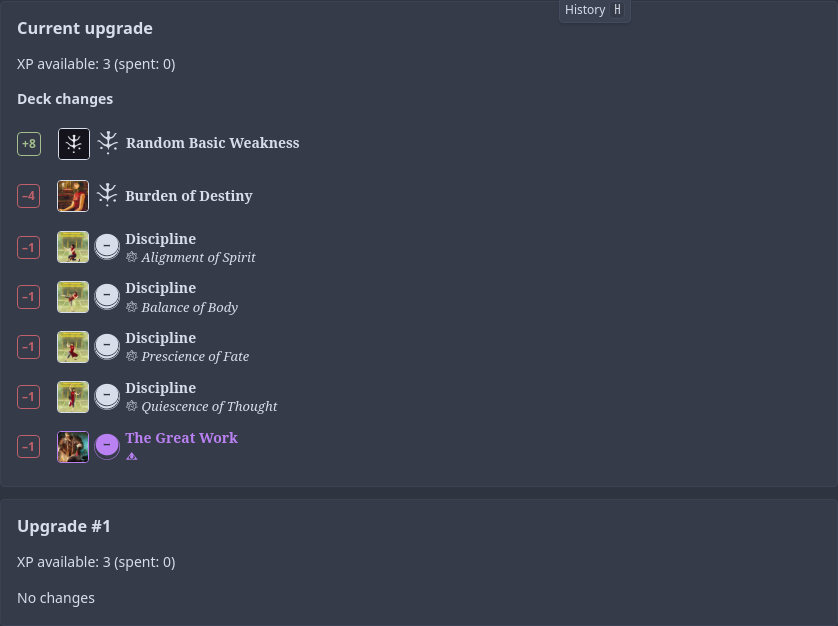 History H
Current upgrade
XP available: 3 (spent: 0)
Deck changes
+8 Random Basic Weakness
−4 Burden of Destiny
−1 – Discipline
Alignment of Spirit
−1 – Discipline
Balance of Body
−1 – Discipline
Prescience of Fate
−1 – Discipline
Quiescence of Thought
−1 – The Great Work
Upgrade #1
XP available: 3 (spent: 0)
No changes